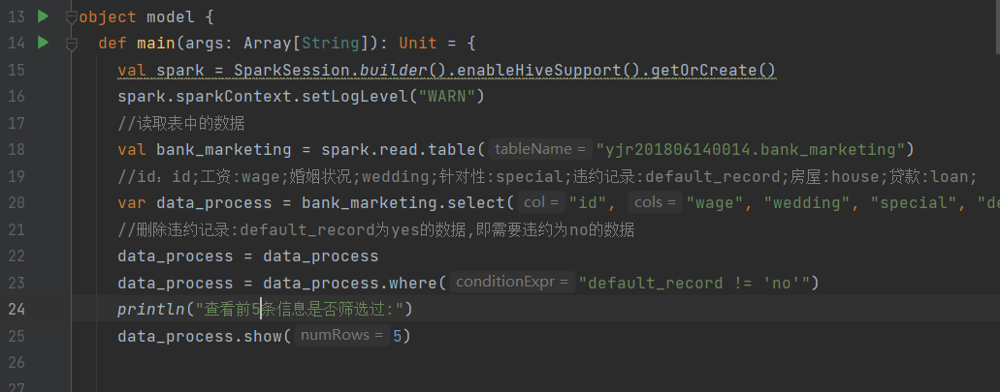 13 object model {
14 def main(args: Array[String]): Unit = {
15 val spark = SparkSession.builder().enableHiveSupport().getOrCreate()
16 spark.sparkContext.setLogLevel("WARN")
17 //读取表中的数据
18 val bank_marketing = spark.read.table( tableName = "yjr201806140014.bank_marketing")
19 //id：id;工资:wage;婚姻状况;wedding;针对性:special;违约记录:default_record;房屋:house;贷款:loan;
20 var data_process = bank_marketing.select( col = "id", cols = "wage", "wedding", "special", "de
21 //删除违约记录:default_record为yes的数据,即需要违约为no的数据
22 data_process = data_process
23 data_process = data_process.where( conditionExpr = "default_record != 'no'")
24 println("查看前5条信息是否筛选过:")
25 data_process.show( numRows = 5)
26
27